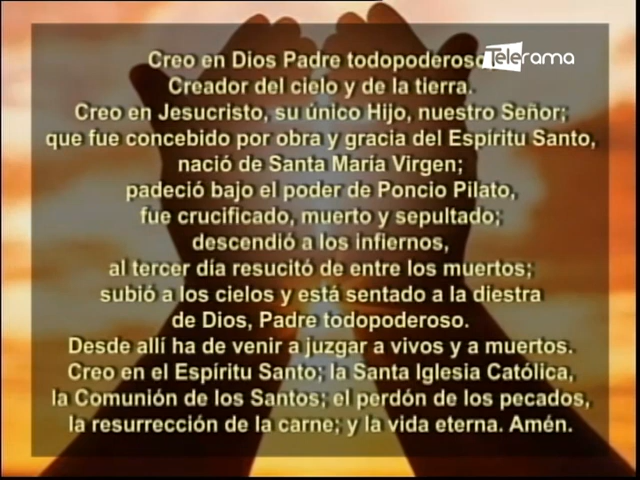 Creo en Dios Padre todopoderoso,
Telerama
Creador del cielo y de la tierra.
Creo en Jesucristo, su único Hijo, nuestro Señor;
que fue concebido por obra y gracia del Espíritu Santo,
nació de Santa María Virgen;
padeció bajo el poder de Poncio Pilato,
fue crucificado, muerto y sepultado;
descendió a los infiernos,
al tercer día resucitó de entre los muertos;
subió a los cielos y está sentado a la diestra
de Dios, Padre todopoderoso.
Desde allí ha de venir a juzgar a vivos y a muertos.
Creo en el Espíritu Santo; la Santa Iglesia Católica,
la Comunión de los Santos; el perdón de los pecados,
la resurrección de la carne; y la vida eterna. Amén.